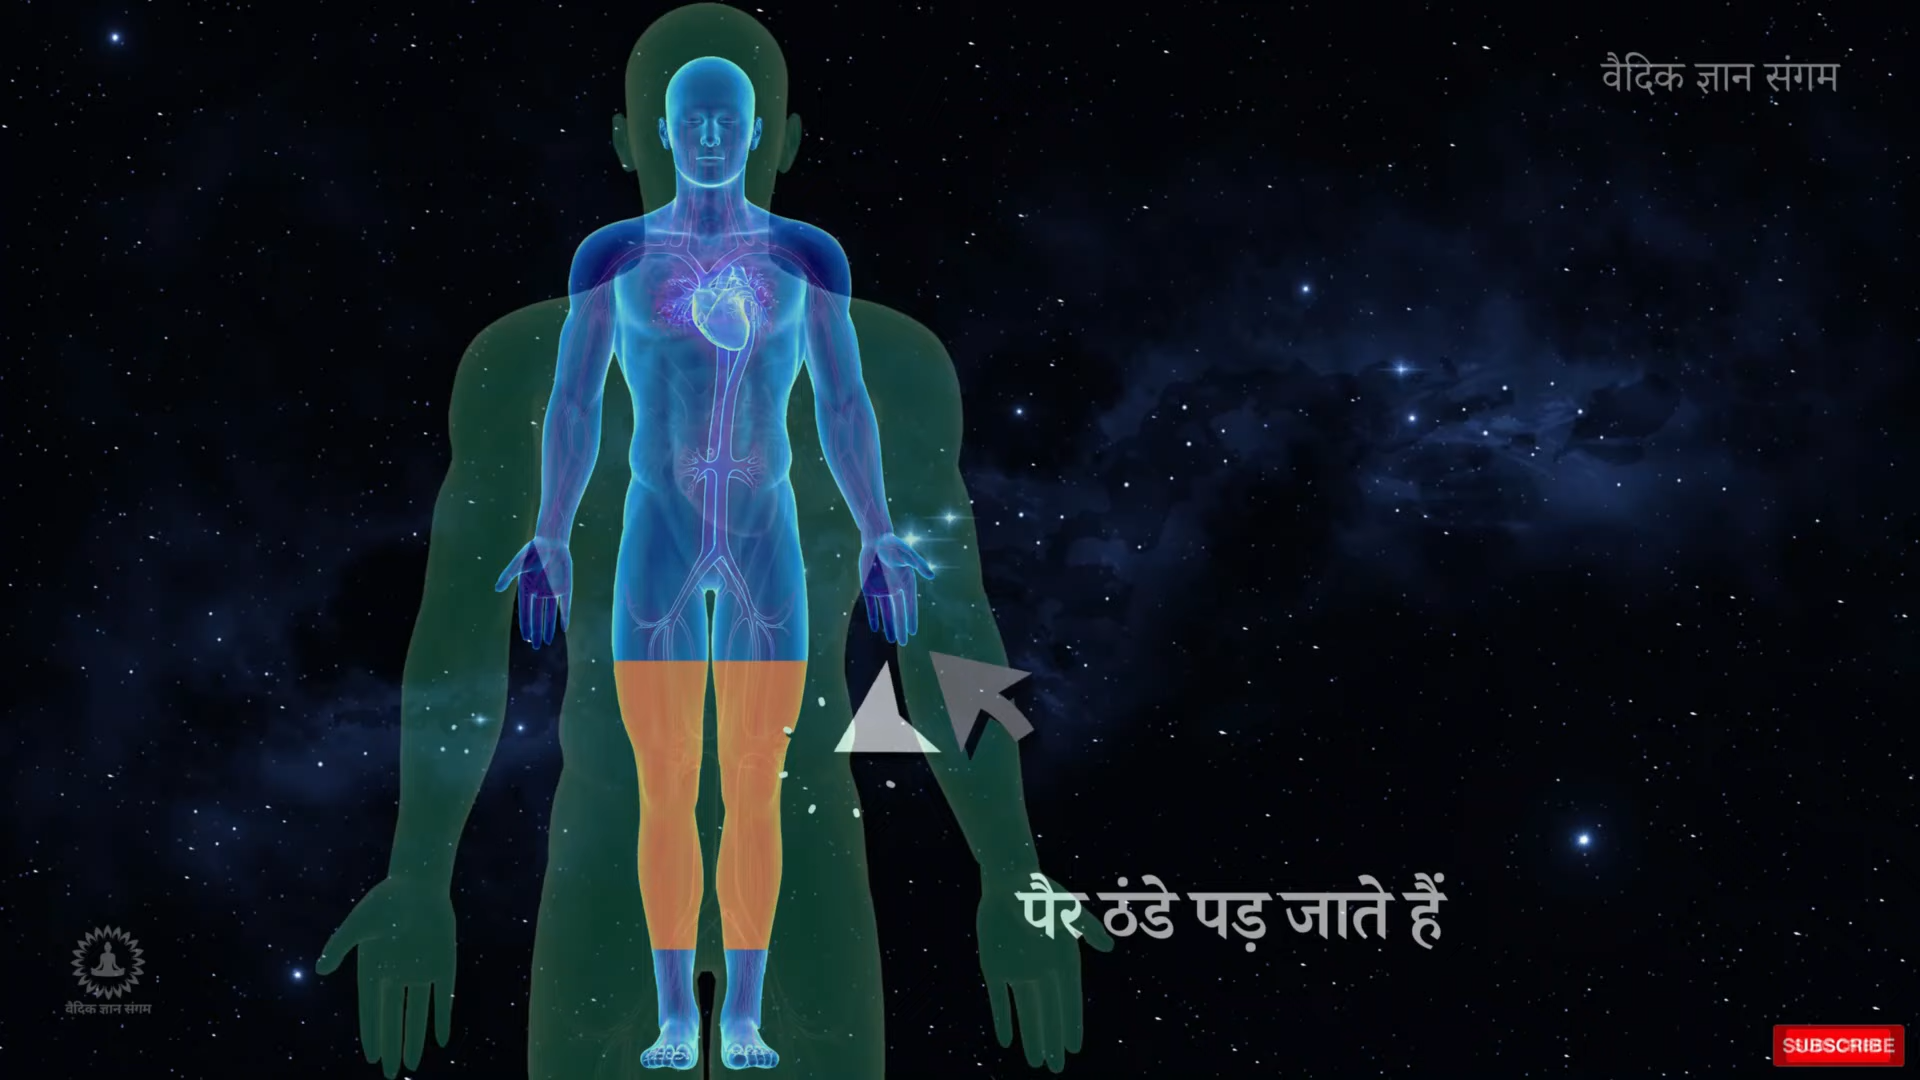 वैदिक ज्ञान संगम
पैर ठंडे पड़ जाते हैं
वैदिक ज्ञान संगम
SUBSCRIBE